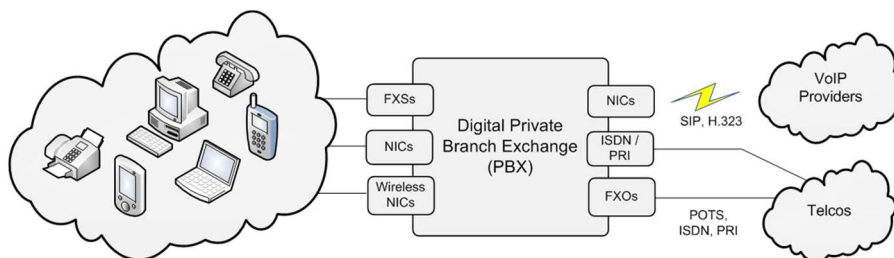 FXSs
NICs
Wireless
NICs
Digital Private
Branch Exchange
(PBX)
NICs
ISDN /
PRI
FXOs
SIP, H.323
POTS,
ISDN, PRI
VoIP
Providers
Telcos